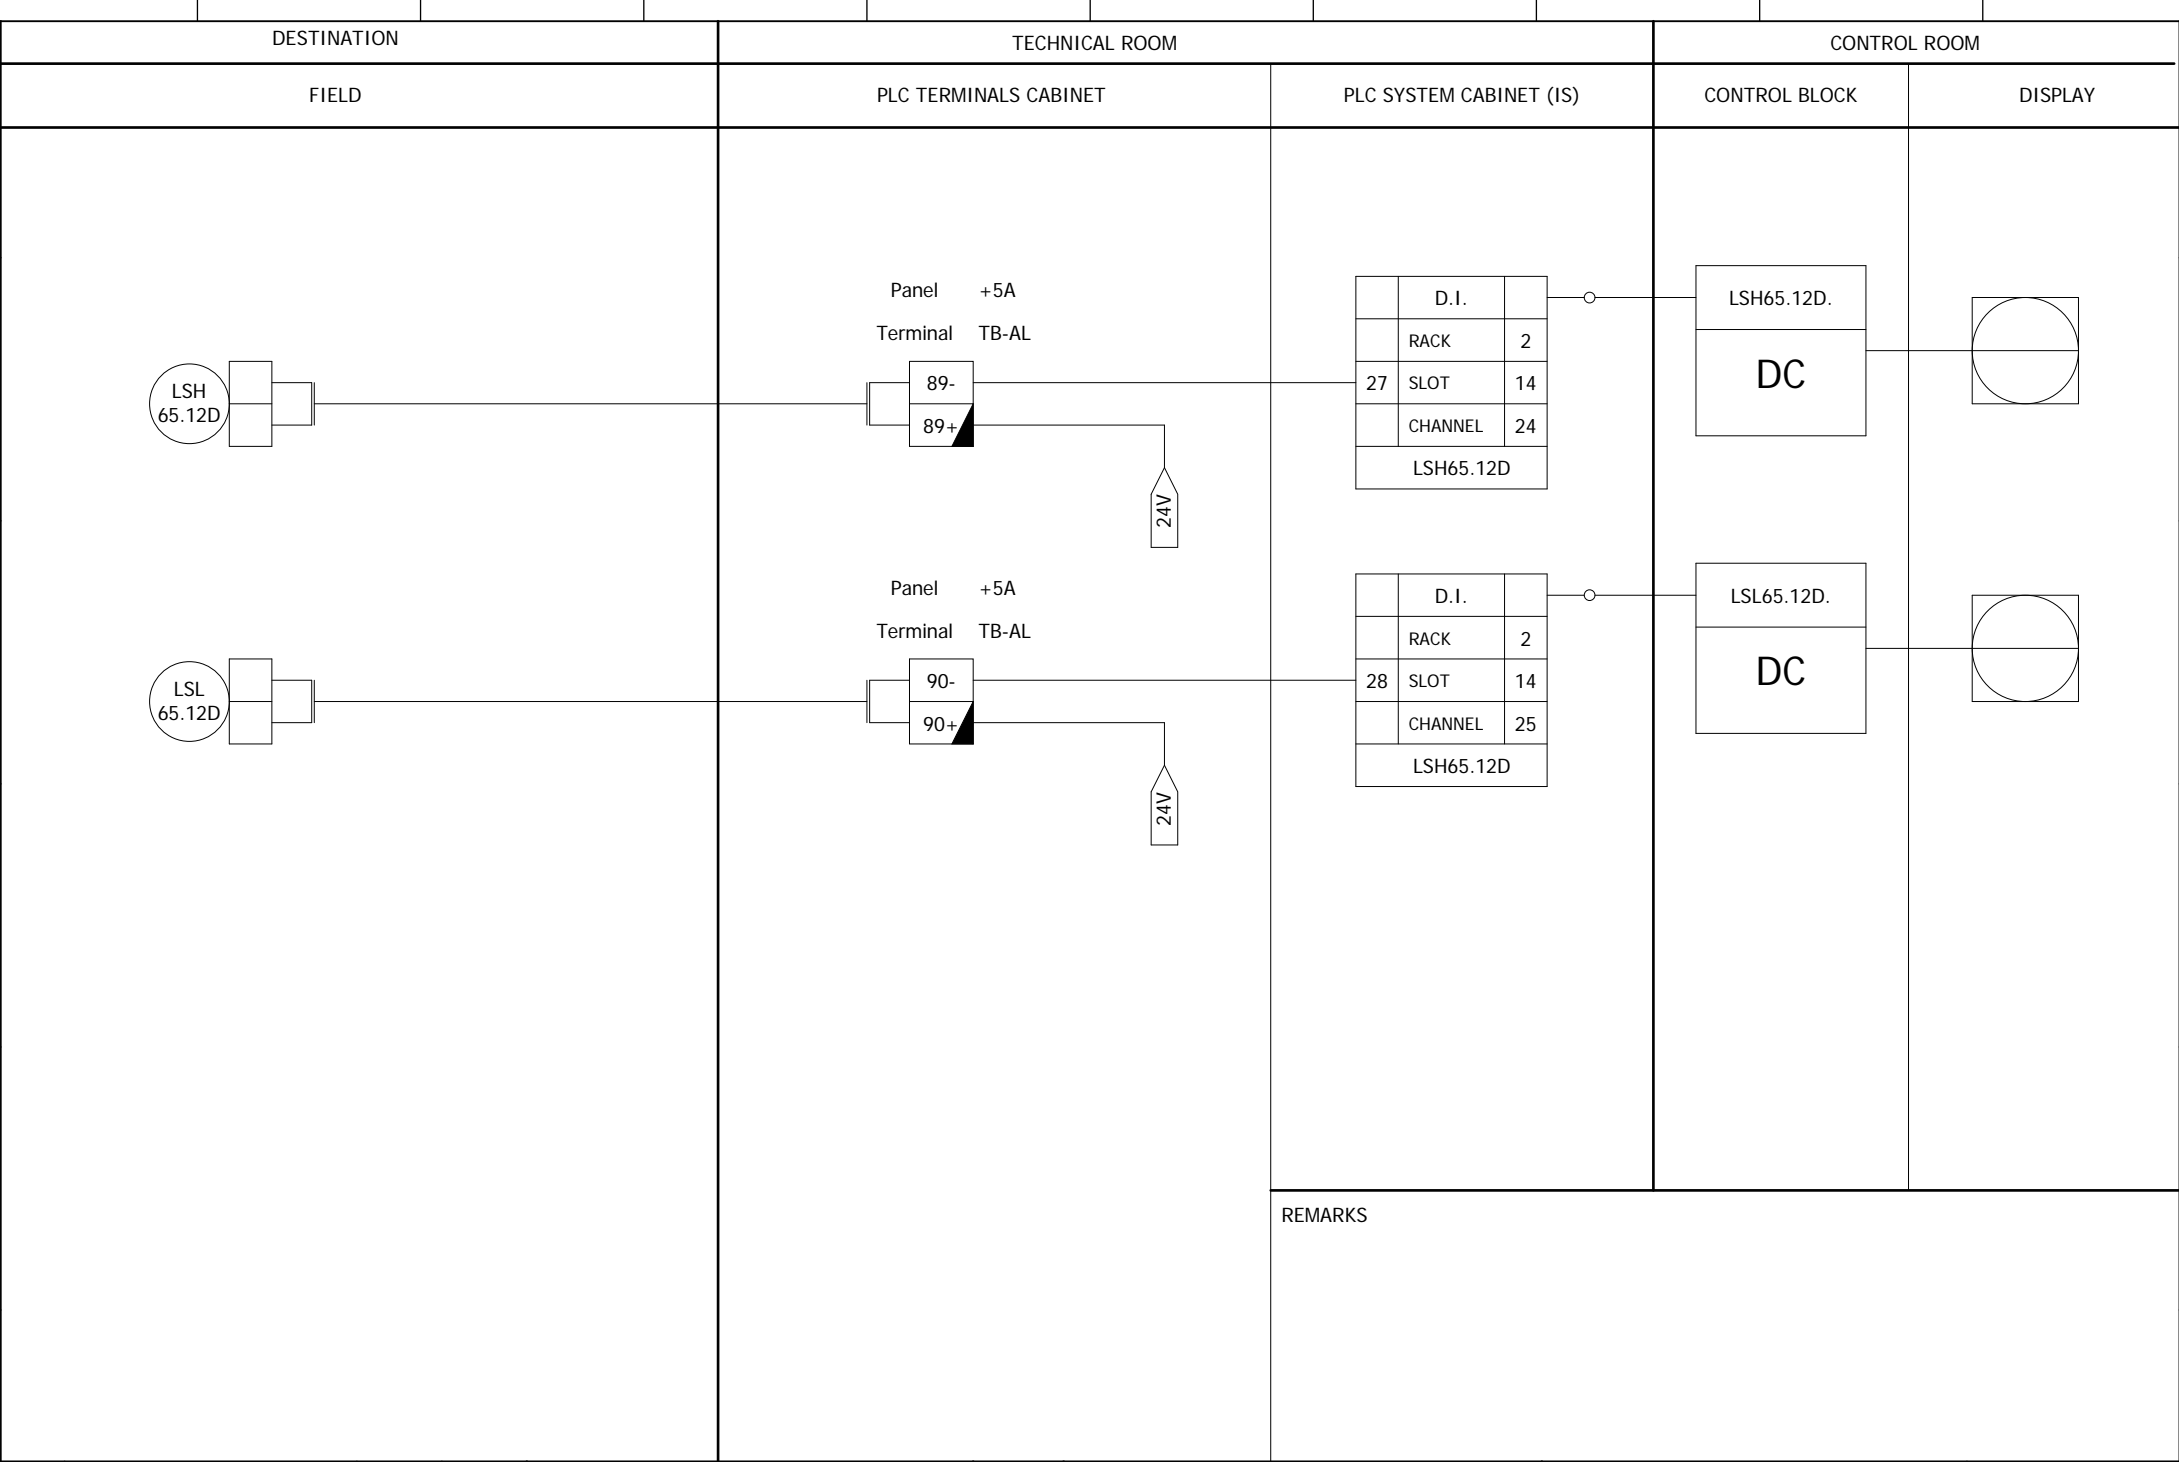 DESTINATION
TECHNICAL ROOM
CONTROL ROOM
FIELD
PLC TERMINALS CABINET
PLC SYSTEM CABINET (IS)
CONTROL BLOCK
DISPLAY
LSH
65.12D
Panel +5A
Terminal TB-AL
89-
89+
24V
D.I.
RACK 2
27 SLOT 14
CHANNEL 24
LSH65.12D
LSH65.12D.
DC
LSL
65.12D
Panel +5A
Terminal TB-AL
90-
90+
24V
D.I.
RACK 2
28 SLOT 14
CHANNEL 25
LSH65.12D
LSL65.12D.
DC
REMARKS